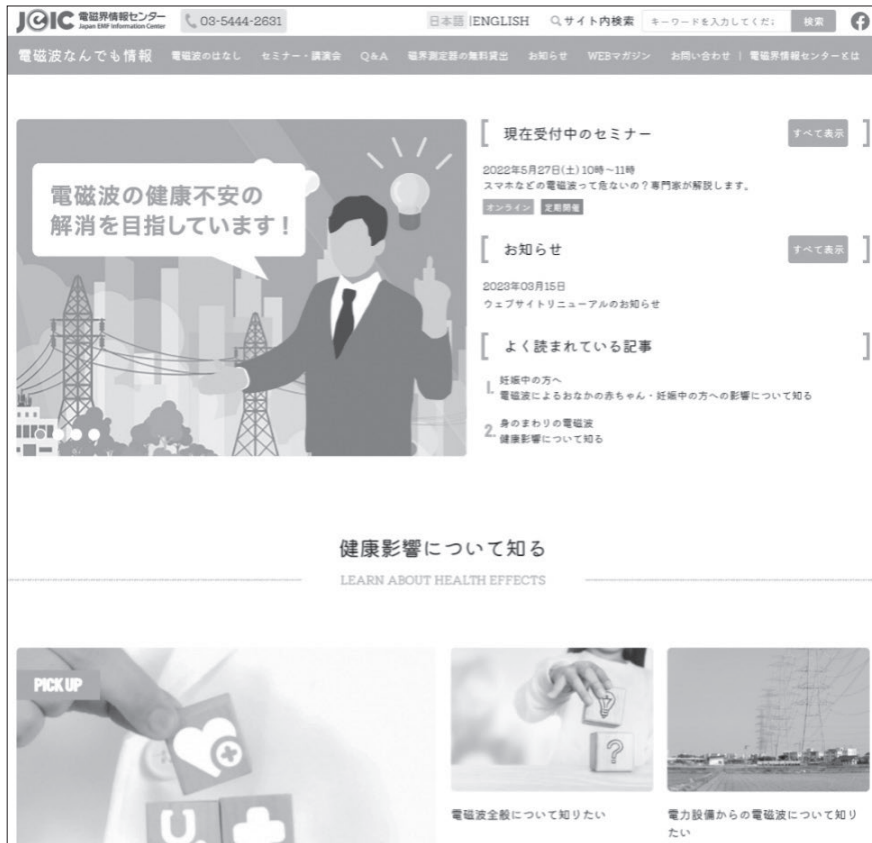 JEIC 電磁界情報センター
Japan EMF Information Center
03-5444-2631
日本語 |ENGLISH
サイト内検索
キーワードを入力してくだ
検索
電磁波なんでも情報
電磁波のはなし
セミナー・講演会
Q&A
磁界測定器の無料貸出
お知らせ
WEBマガジン
お問い合わせ |
電磁界情報センターとは
電磁波の健康不安の
解消を目指しています！
現在受付中のセミナー
すべて表示
2022年5月27日(土) 10時～11時
スマホなどの電磁波って危ないの？専門家が解説します。
オンライン
定期開催
お知らせ
すべて表示
2023年03月15日
ウェブサイトリニューアルのお知らせ
よく読まれている記事
1.
妊娠中の方へ
電磁波によるおなかの赤ちゃん・妊娠中の方への影響について知る
2.
身のまわりの電磁波
健康影響について知る
健康影響について知る
LEARN ABOUT HEALTH EFFECTS
PICK UP
?
電磁波全般について知りたい
電力設備からの電磁波について知り
たい